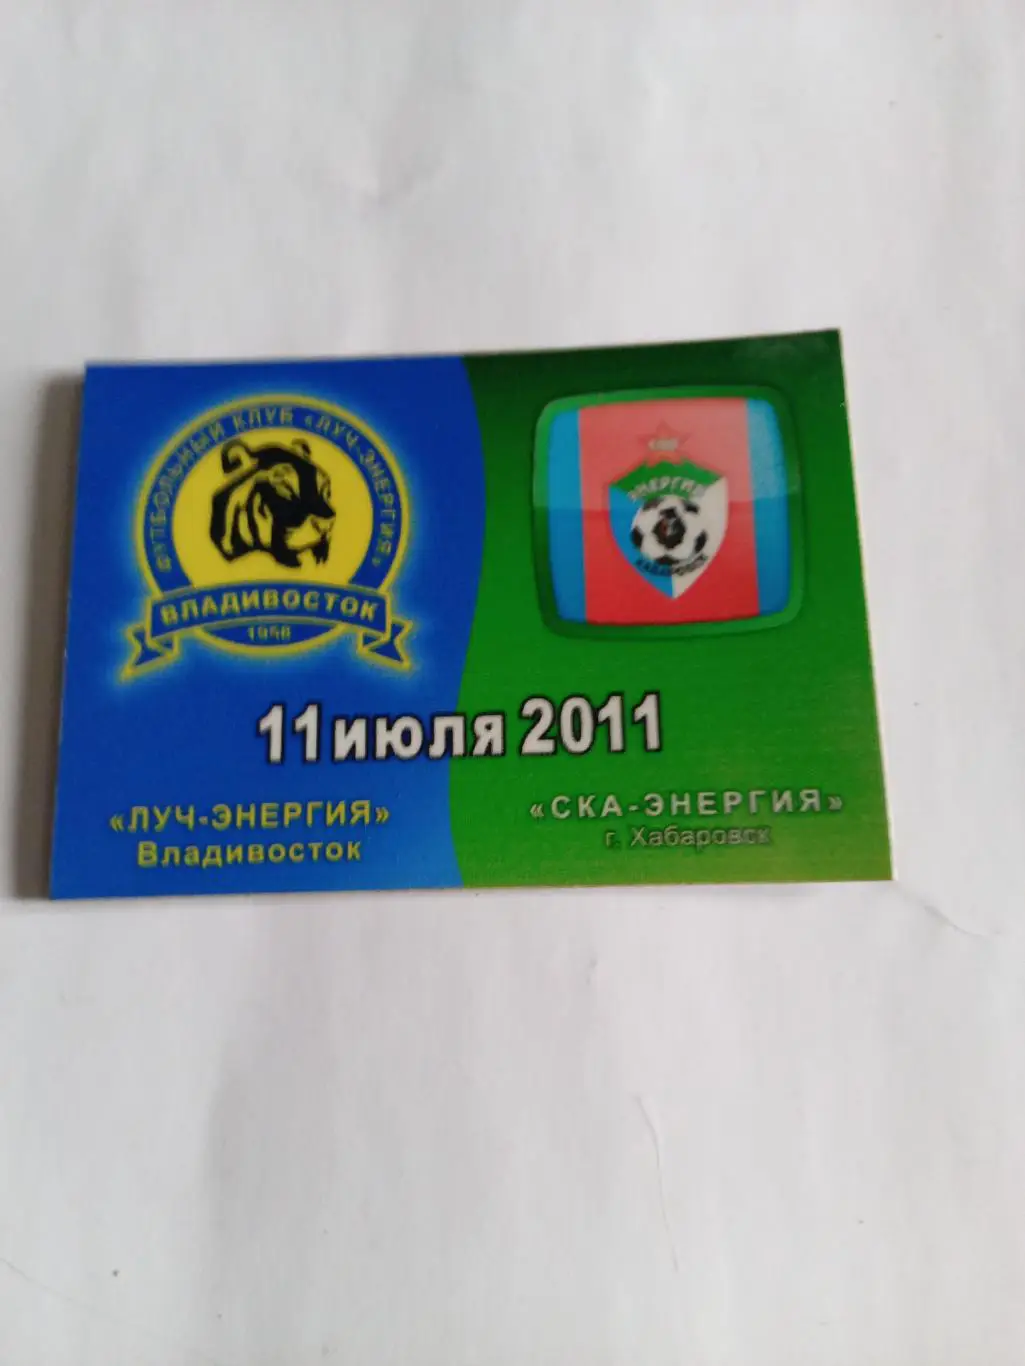 ФУТБОЛЬНЫЙ КЛУБ «ЛУЧ-ЭНЕРГИЯ»
ВЛАДИВОСТОК
1958
ЭНЕРГИЯ
ХАБАРОВСК
11 июля 2011
«ЛУЧ-ЭНЕРГИЯ»
Владивосток
«СКА-ЭНЕРГИЯ»
г. Хабаровск